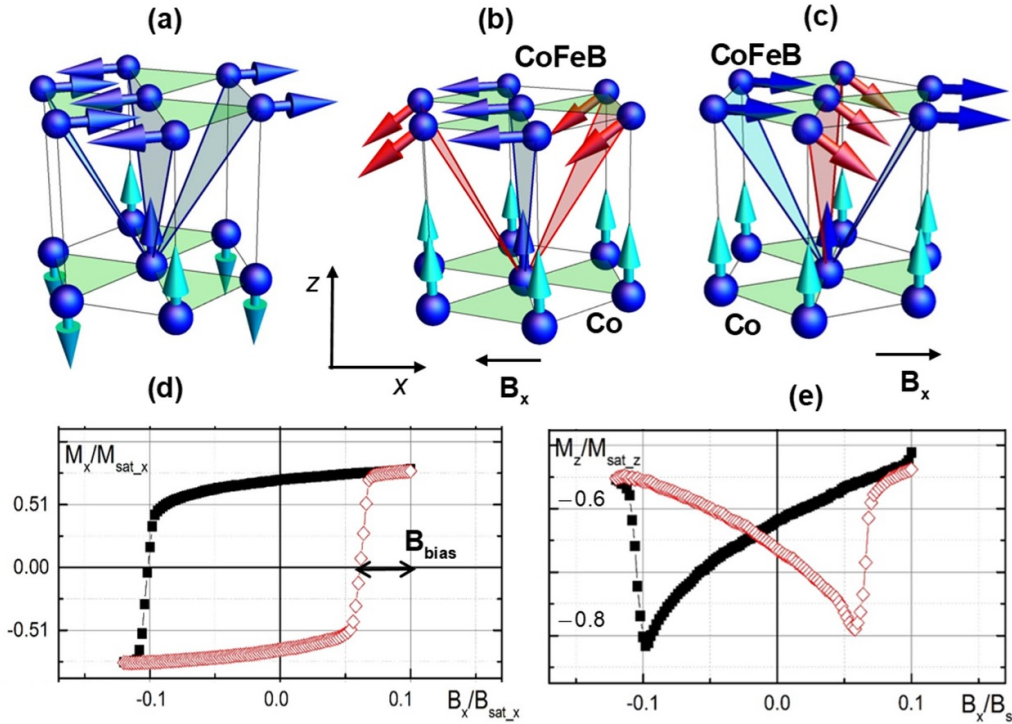 (a)
(b)
(c)
CoFeB
CoFeB
z
x
Co
Co
Bx
Bx
(d)
(e)
Mx/Msat_x
0.51
0.00
-0.51
Bbias
-0.1
0.0
0.1
Bx/Bsat_x
Mz/Msat_z
−0.6
−0.8
-0.1
0.0
0.1
Bx/Bs